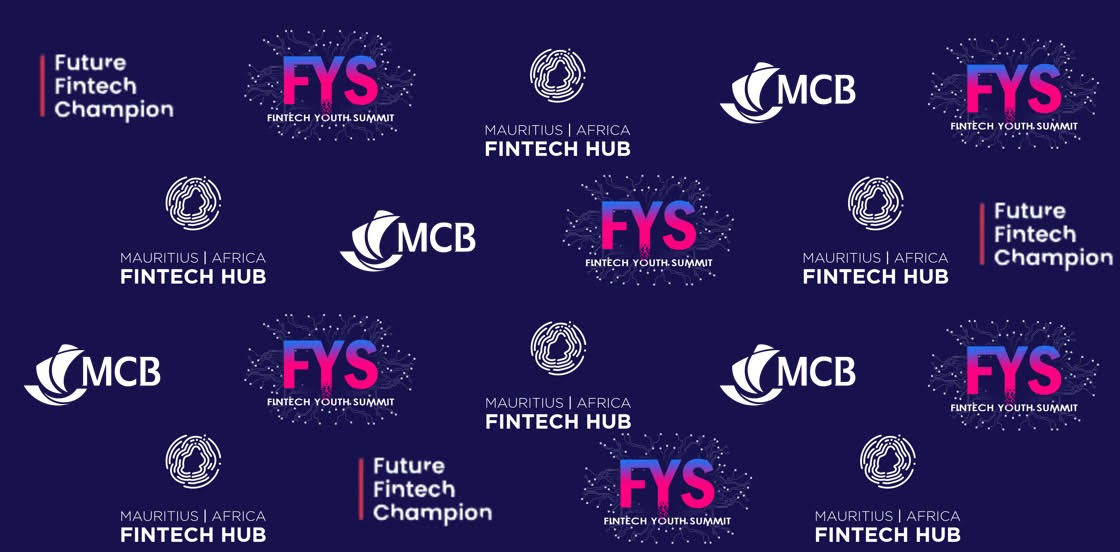 Future
Fintech
Champion
FYS
FINTECH YOUTH SUMMIT
MAURITIUS | AFRICA
FINTECH HUB
MCB
FYS
FINTECH YOUTH SUMMIT
MAURITIUS | AFRICA
FINTECH HUB
MCB
FYS
FINTECH YOUTH SUMMIT
MAURITIUS | AFRICA
FINTECH HUB
Future
Fintech
Champion
MCB
FYS
FINTECH YOUTH SUMMIT
MAURITIUS | AFRICA
FINTECH HUB
MCB
FYS
FINTECH YOUTH SUMMIT
MAURITIUS | AFRICA
FINTECH HUB
Future
Fintech
Champion
FYS
FINTECH YOUTH SUMMIT
MAURITIUS | AFRICA
FINTECH HUB